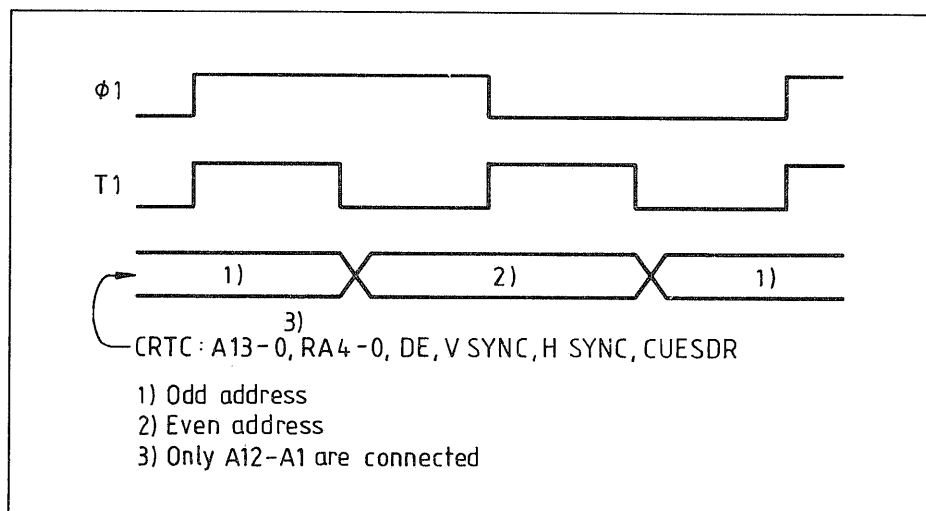 φ1
T1
1) 2) 1)
3)
CRTC: A13-0, RA4-0, DE, V SYNC, H SYNC, CUESDR
1) Odd address
2) Even address
3) Only A12-A1 are connected